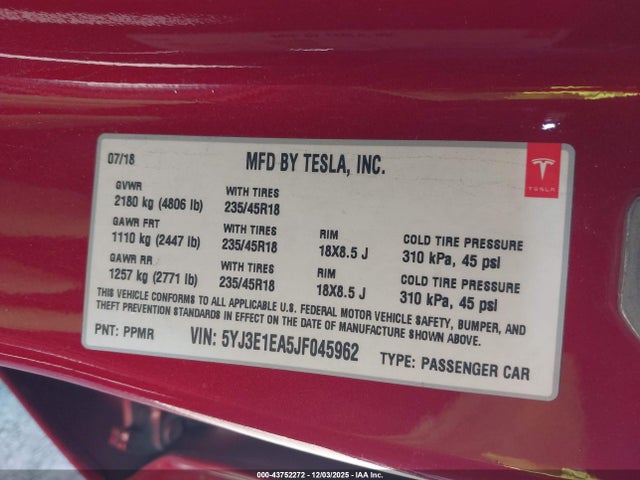 07/18 MFD BY TESLA, INC.
TESLA
GVWR
2180 kg (4806 lb)
WITH TIRES
235/45R18
GAWR FRT
1110 kg (2447 lb)
WITH TIRES
235/45R18
RIM
18X8.5 J
COLD TIRE PRESSURE
310 kPa, 45 psi
GAWR RR
1257 kg (2771 lb)
WITH TIRES
235/45R18
RIM
18X8.5 J
COLD TIRE PRESSURE
310 kPa, 45 psi
THIS VEHICLE CONFORMS TO ALL APPLICABLE U.S. FEDERAL MOTOR VEHICLE SAFETY, BUMPER, AND
THEFT PREVENTION STANDARDS IN EFFECT ON THE DATE OF MANUFACTURE SHOWN ABOVE.
PNT: PPMR VIN: 5YJ3E1EA5JF045962 TYPE: PASSENGER CAR
000-43752272 - 12/03/2025 - IAA Inc.